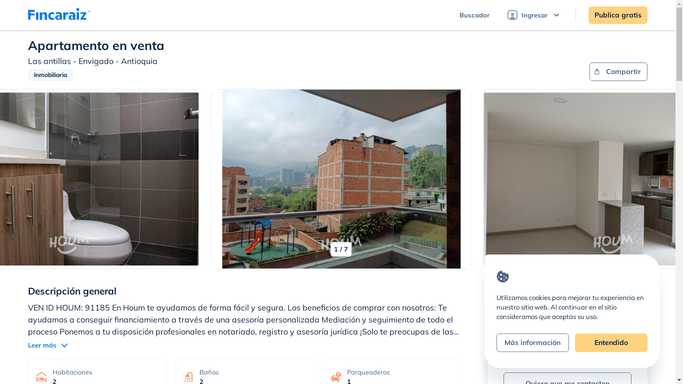 Fincaraiz
Buscador
Ingresar
Publica gratis
Apartamento en venta
Las antillas - Envigado - Antioquia
Inmobiliaria
Compartir
HOUM
HOUM
HOUM
1 / 7
Descripción general
VEN ID HOUM: 91185 En Houm te ayudamos de forma fácil y segura. Los beneficios de comprar con nosotros: Te
ayudamos a conseguir financiamiento a través de una asesoría personalizada Mediación y seguimiento de todo el
proceso Ponemos a tu disposición profesionales en notariado, registro y asesoría jurídica ¡Solo te preocupas de las...
Leer más
Habitaciones
2
Baños
2
Parqueaderos
1
Utilizamos cookies para mejorar tu experiencia en
nuestro sitio web. Al continuar en el sitio
consideramos que aceptas su uso.
Más información
Entendido
Quiero que me contacten